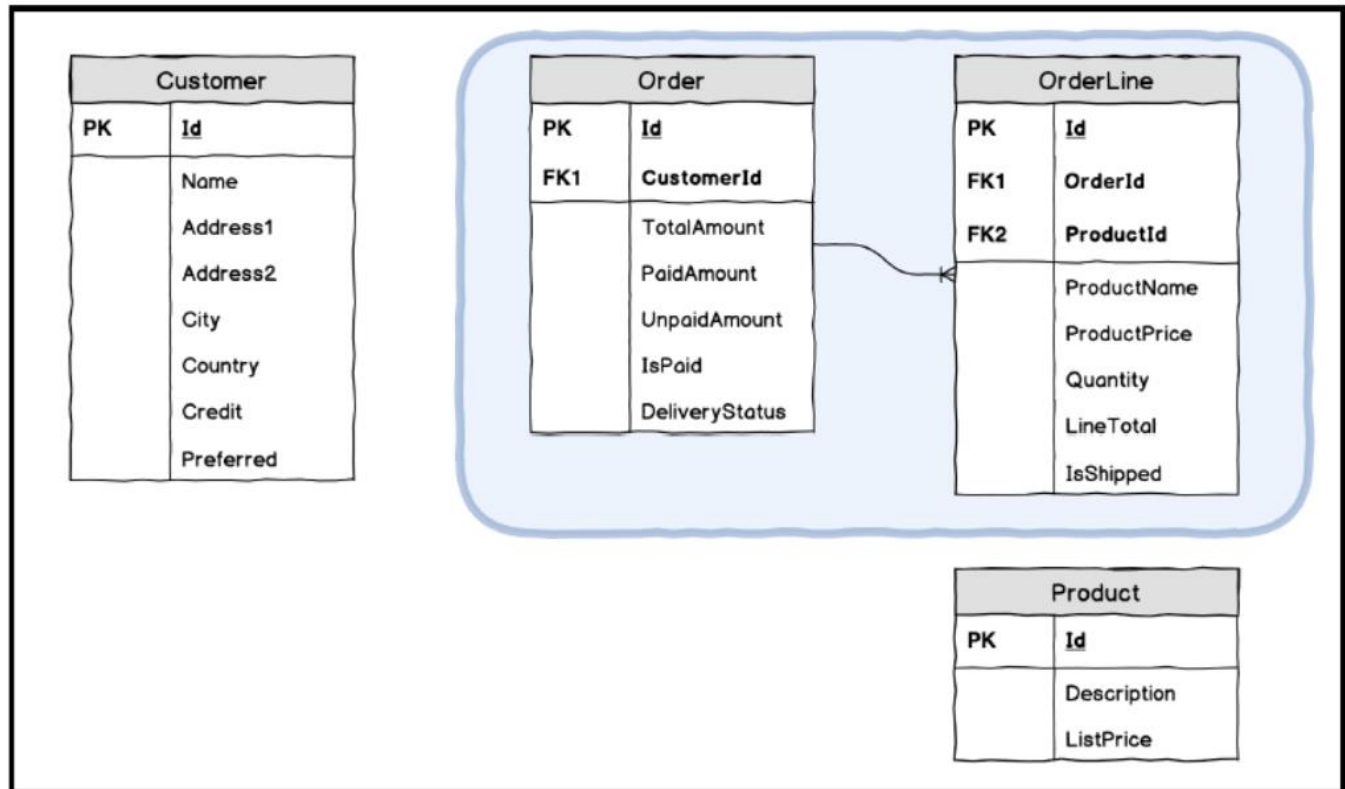 Customer
PK Id
Name
Address1
Address2
City
Country
Credit
Preferred
Order
PK Id
FK1 CustomerId
TotalAmount
PaidAmount
UnpaidAmount
IsPaid
DeliveryStatus
OrderLine
PK Id
FK1 OrderId
FK2 ProductId
ProductName
ProductPrice
Quantity
LineTotal
IsShipped
Product
PK Id
Description
ListPrice